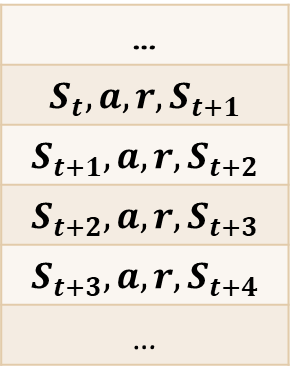 ...
S_t, a, r, S_{t+1}
S_{t+1}, a, r, S_{t+2}
S_{t+2}, a, r, S_{t+3}
S_{t+3}, a, r, S_{t+4}
...